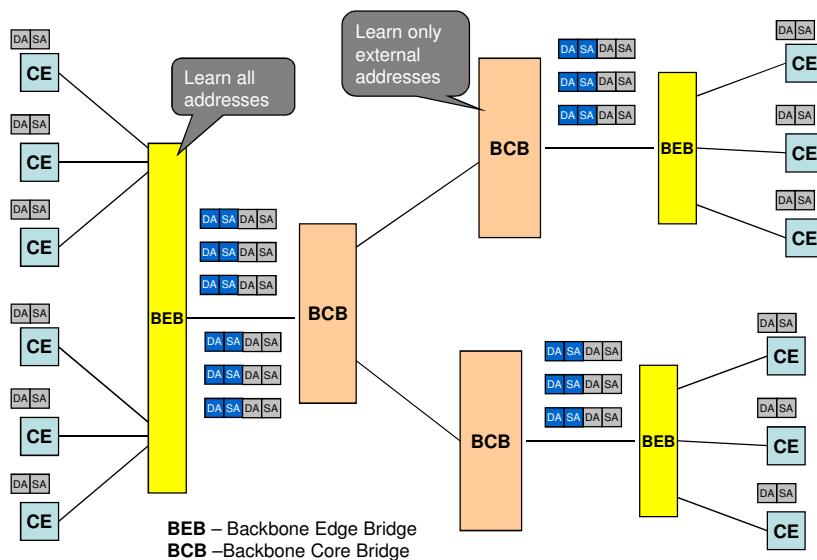 DA SA
CE
DA SA
CE
DA SA
CE
DA SA
CE
DA SA
CE
DA SA
CE
Learn all
addresses
BEB
DA SA DA SA
DA SA DA SA
DA SA DA SA
DA SA DA SA
DA SA DA SA
DA SA DA SA
BCB
Learn only
external
addresses
BCB
DA SA DA SA
DA SA DA SA
DA SA DA SA
BEB
DA SA
CE
DA SA
CE
DA SA
CE
BCB
DA SA DA SA
DA SA DA SA
DA SA DA SA
BEB
DA SA
CE
DA SA
CE
DA SA
CE
BEB – Backbone Edge Bridge
BCB –Backbone Core Bridge